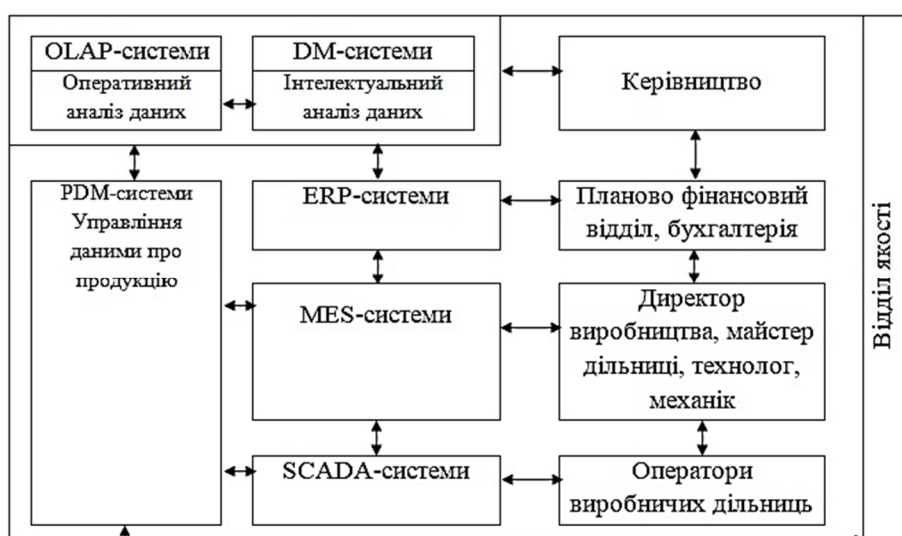 OLAP-системи
Оперативний
аналіз даних
DM-системи
Інтелектуальний
аналіз даних
Керівництво
PDM-системи
Управління
даними про
продукцію
ERP-системи
Планово фінансовий
відділ, бухгалтерія
MES-системи
Директор
виробництва, майстер
дільниці, технолог,
механік
SCADA-системи
Оператори
виробничих дільниць
Відділ якості